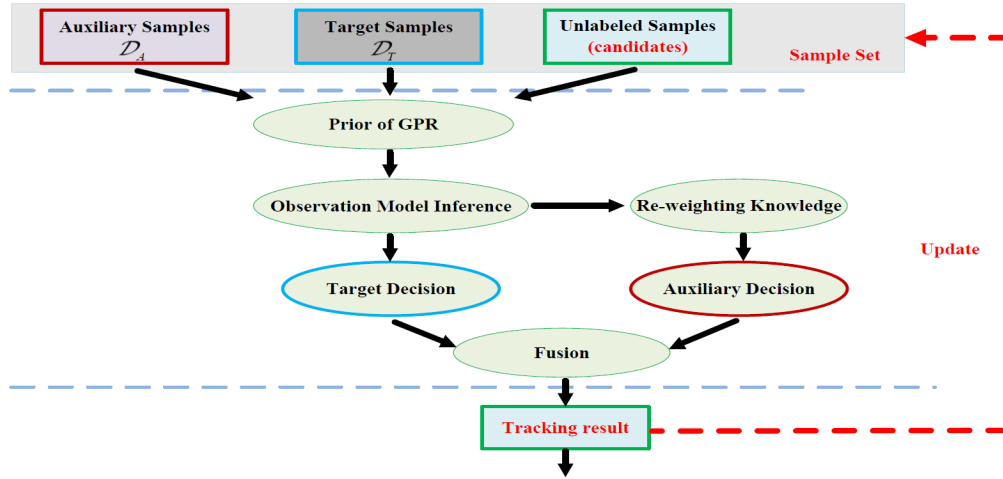 Auxiliary Samples
𝒟_A
Target Samples
𝒟_T
Unlabeled Samples
(candidates)
Sample Set
Prior of GPR
Observation Model Inference
Re-weighting Knowledge
Update
Target Decision
Auxiliary Decision
Fusion
Tracking result